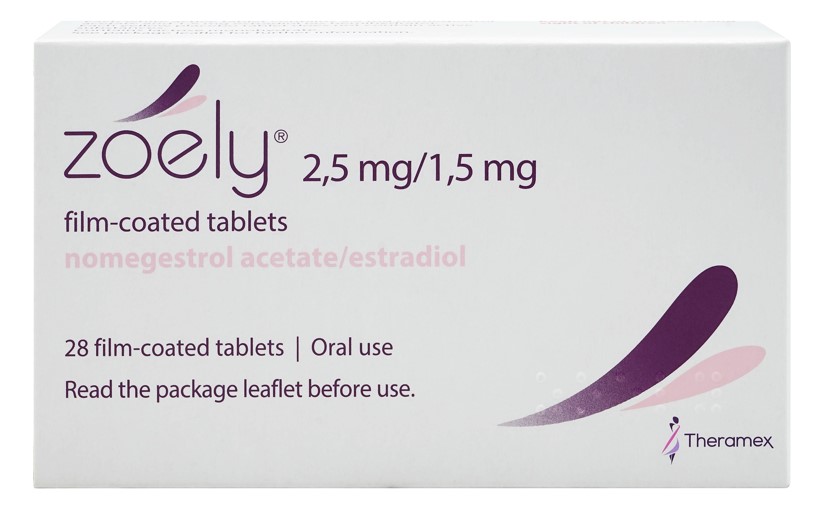 zoely® 2,5 mg/1,5 mg
film-coated tablets
nomegestrol acetate/estradiol
28 film-coated tablets | Oral use
Read the package leaflet before use.
Theramex